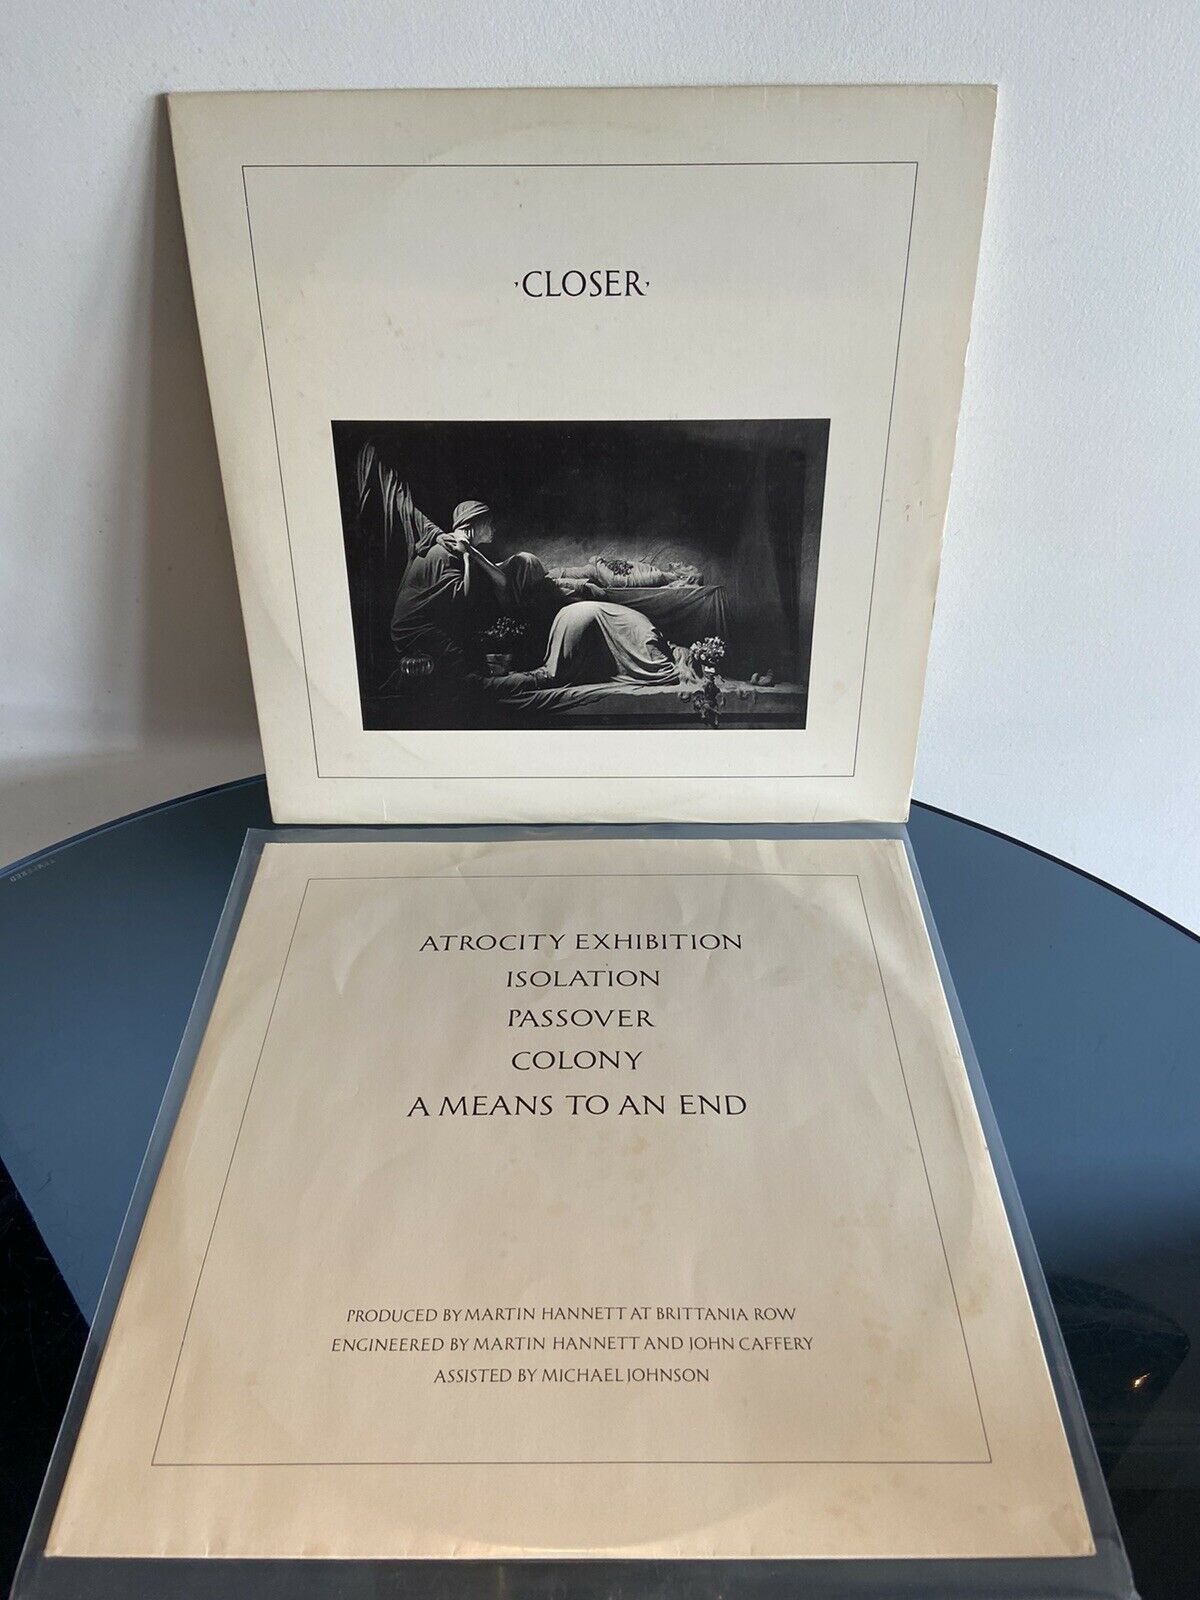 ·CLOSER·
TEMPERED
ATROCITY EXHIBITION
ISOLATION
PASSOVER
COLONY
A MEANS TO AN END
PRODUCED BY MARTIN HANNETT AT BRITTANIA ROW
ENGINEERED BY MARTIN HANNETT AND JOHN CAFFERY
ASSISTED BY MICHAEL JOHNSON